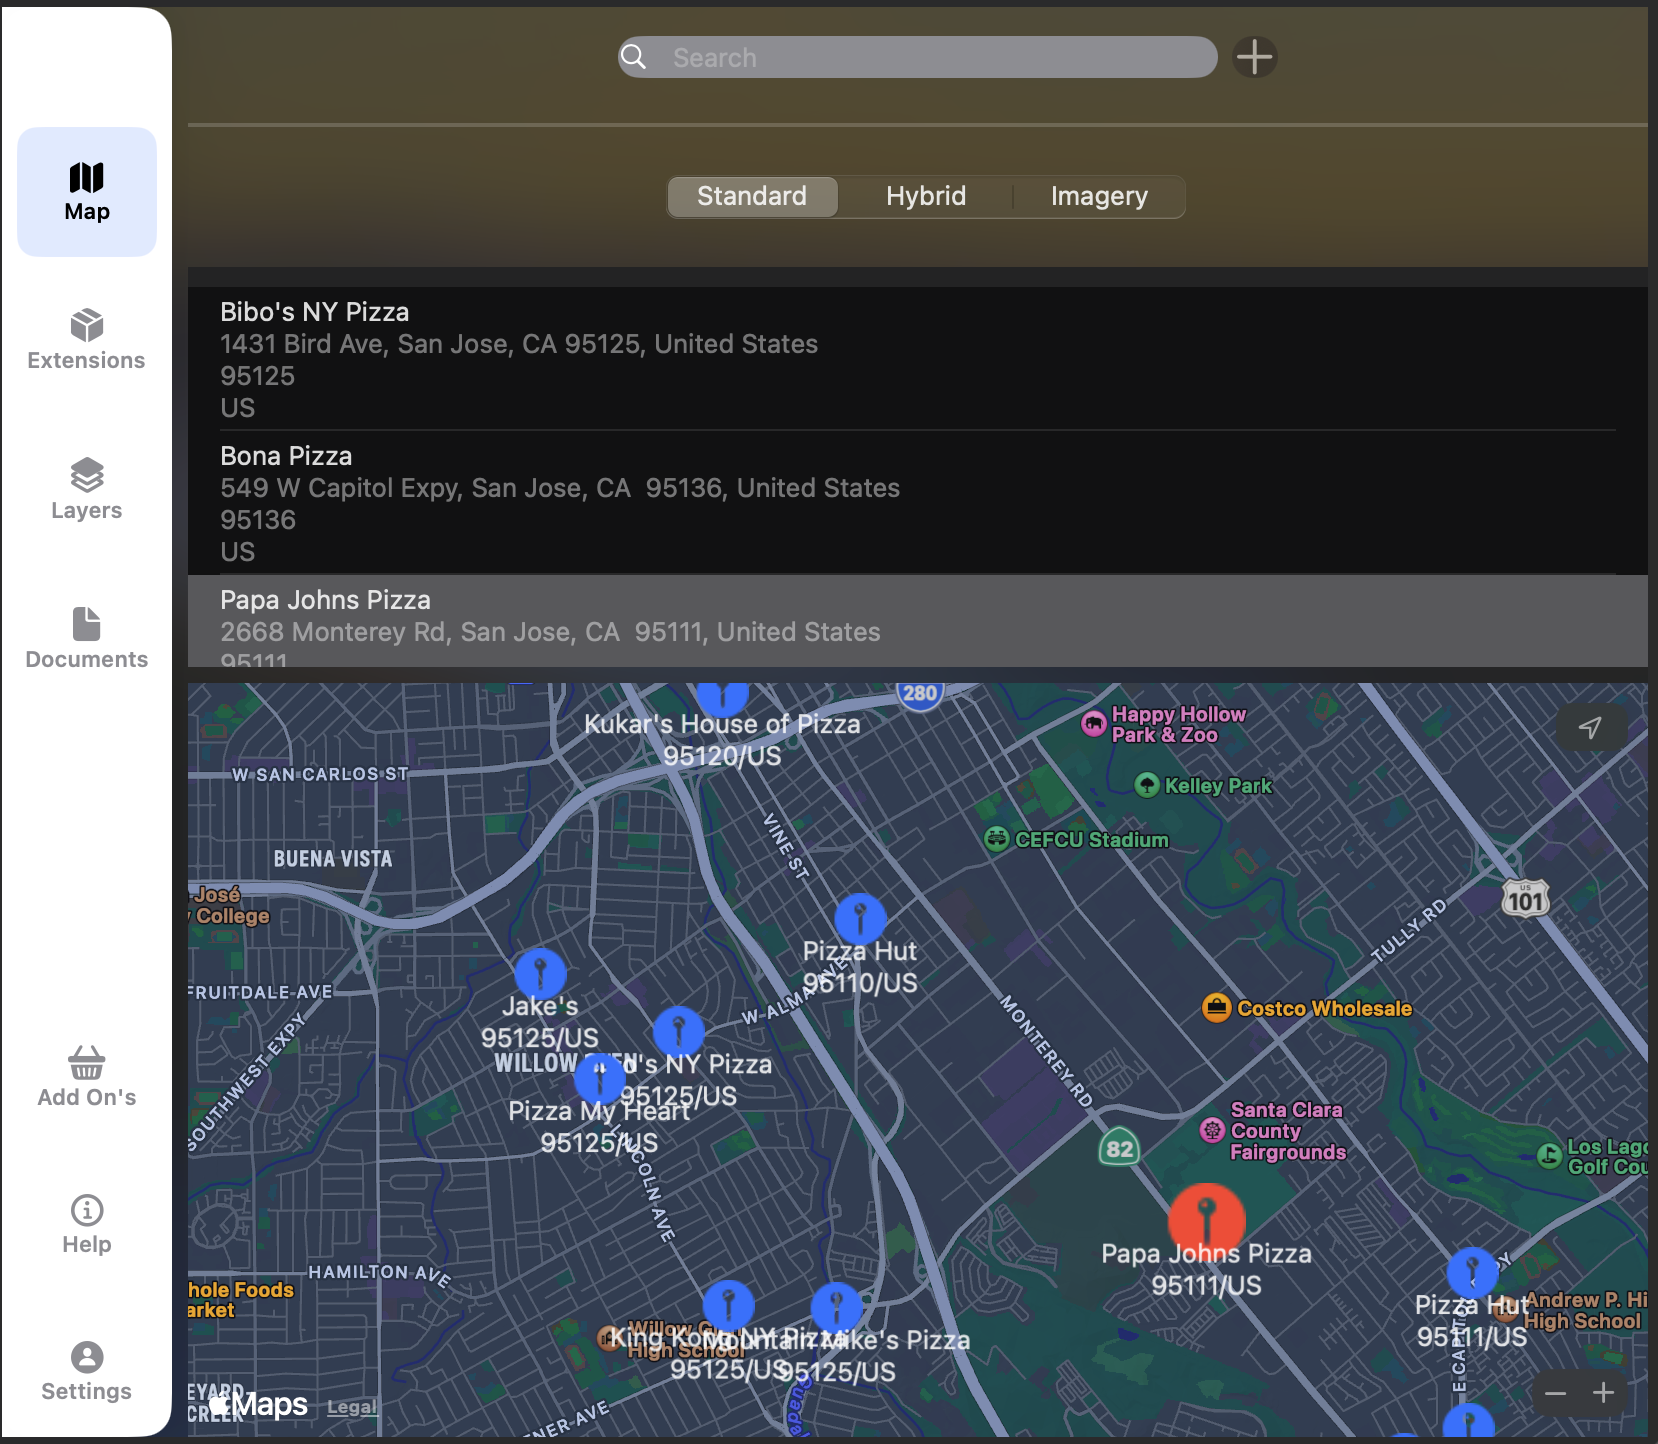 Search
Map
Standard
Hybrid
Imagery
Extensions
Layers
Documents
Add On's
Help
Settings
Bibo's NY Pizza
1431 Bird Ave, San Jose, CA 95125, United States
95125
US
Bona Pizza
549 W Capitol Expy, San Jose, CA  95136, United States
95136
US
Papa Johns Pizza
2668 Monterey Rd, San Jose, CA  95111, United States
95111
280
Kukar's House of Pizza
95120/US
Happy Hollow
Park & Zoo
W SAN CARLOS ST
Kelley Park
VINE ST
CEFCU Stadium
BUENA VISTA
José
College
US
101
TULLY RD
Pizza Hut
95110/US
FRUITDALE AVE
W ALMA AVE
Jake's
95125/US
MONTEREY RD
Costco Wholesale
SOUTHWEST EXPY
WILLOW
's NY Pizza
95125/US
Pizza My Heart
95125/US
82
Santa Clara
County
Fairgrounds
Los Lag
Golf Cou
LINCOLN AVE
Papa Johns Pizza
95111/US
HAMILTON AVE
hole Foods
arket
Pizza Hut
95111/US
Andrew P. Hi
High School
E CAPITOL
Willow G
High School
King Kong NY Pizza
95125/US
Mountain Mike's Pizza
95125/US
EYARD
CREEK
Maps
Legal
NER AVE